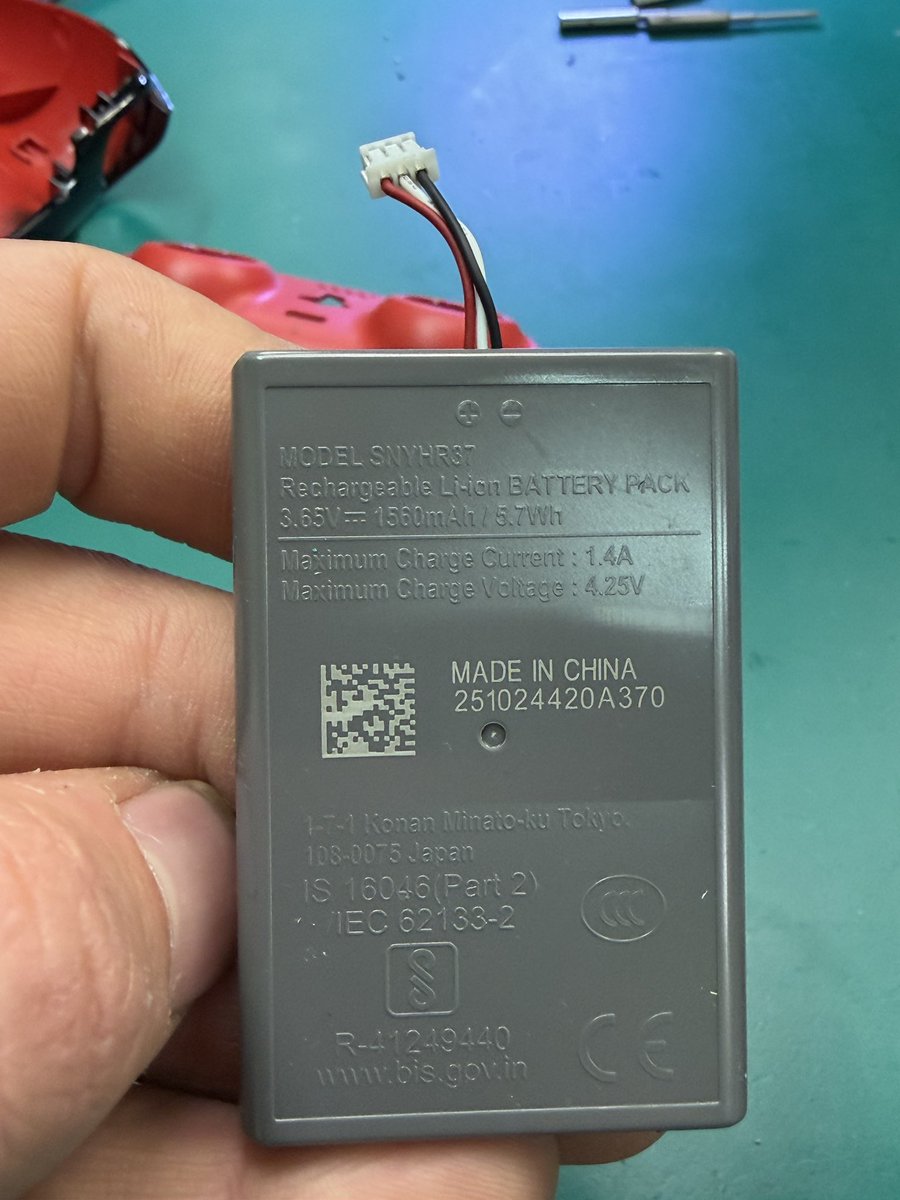 MODEL SNYHR37
Rechargeable Li-ion BATTERY PACK
3.65V⎓ 1560mAh / 5.7Wh
Maximum Charge Current : 1.4A
Maximum Charge Voltage : 4.25V
MADE IN CHINA
251024420A370
1-7-1 Konan Minato-ku Tokyo,
108-0075 Japan
IS 16046(Part 2)
/IEC 62133-2
R-41249440
www.bis.gov.in
CCC
CE